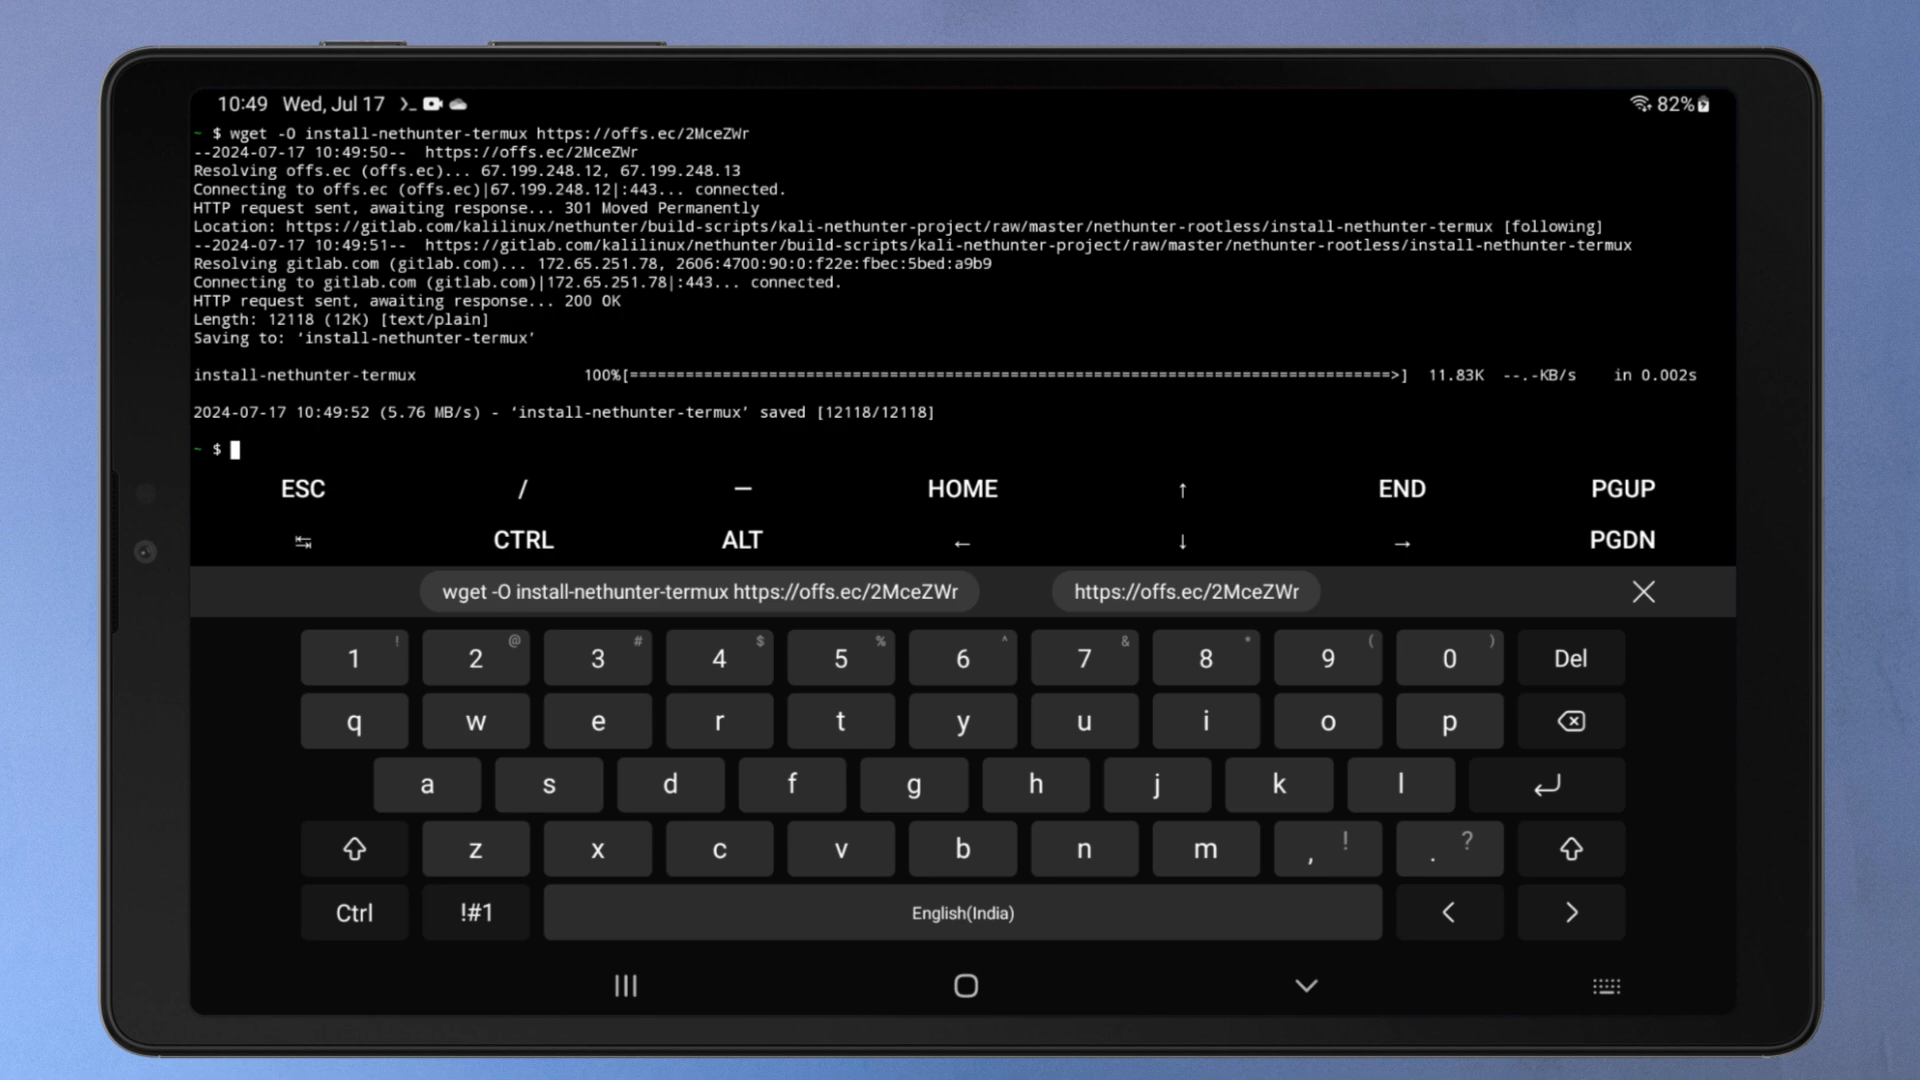 10:49 Wed, Jul 17 82%
~ $ wget -O install-nethunter-termux https://offs.ec/2MceZWr
--2024-07-17 10:49:50-- https://offs.ec/2MceZWr
Resolving offs.ec (offs.ec)... 67.199.248.12, 67.199.248.13
Connecting to offs.ec (offs.ec)|67.199.248.12|:443... connected.
HTTP request sent, awaiting response... 301 Moved Permanently
Location: https://gitlab.com/kalilinux/nethunter/build-scripts/kali-nethunter-project/raw/master/nethunter-rootless/install-nethunter-termux [following]
--2024-07-17 10:49:51-- https://gitlab.com/kalilinux/nethunter/build-scripts/kali-nethunter-project/raw/master/nethunter-rootless/install-nethunter-termux
Resolving gitlab.com (gitlab.com)... 172.65.251.78, 2606:4700:90:0:f22e:fbec:5bed:a9b9
Connecting to gitlab.com (gitlab.com)|172.65.251.78|:443... connected.
HTTP request sent, awaiting response... 200 OK
Length: 12118 (12K) [text/plain]
Saving to: ‘install-nethunter-termux’
install-nethunter-termux 100%[==================================================================================>] 11.83K --.-KB/s in 0.002s
2024-07-17 10:49:52 (5.76 MB/s) - ‘install-nethunter-termux’ saved [12118/12118]
~ $
ESC / — HOME ↑ END PGUP
↹ CTRL ALT ← ↓ → PGDN
wget -O install-nethunter-termux https://offs.ec/2MceZWr https://offs.ec/2MceZWr
1 ! 2 @ 3 # 4 $ 5 % 6 ^ 7 & 8 * 9 ( 0 ) Del
q w e r t y u i o p
a s d f g h j k l
z x c v b n m , ! . ?
Ctrl !#1 English(India) < >